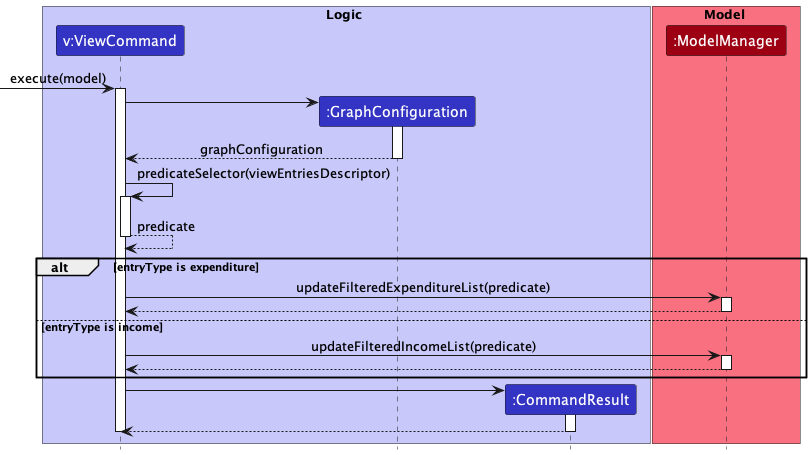 Logic
Model
v:ViewCommand
:ModelManager
execute(model)
:GraphConfiguration
graphConfiguration
predicateSelector(viewEntriesDescriptor)
predicate
alt
[entryType is expenditure]
updateFilteredExpenditureList(predicate)
[entryType is income]
updateFilteredIncomeList(predicate)
:CommandResult